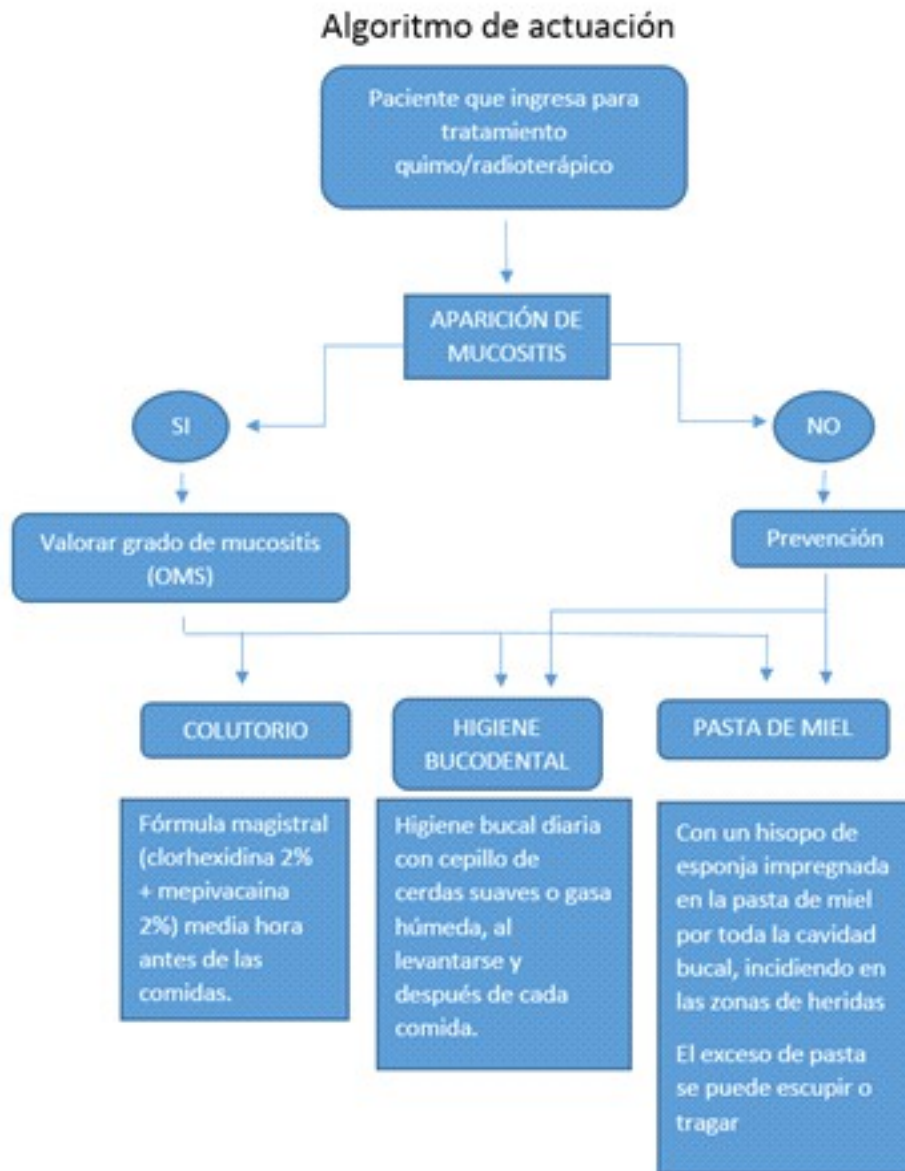 Algoritmo de actuación
Paciente que ingresa para
tratamiento
quimo/radioterápico
APARICIÓN DE
MUCOSITIS
SI
NO
Valorar grado de mucositis
(OMS)
Prevención
COLUTORIO
HIGIENE
BUCODENTAL
PASTA DE MIEL
Fórmula magistral
(clorhexidina 2%
+ mepivacaina
2%) media hora
antes de las
comidas.
Higiene bucal diaria
con cepillo de
cerdas suaves o gasa
húmeda, al
levantarse y
después de cada
comida.
Con un hisopo de
esponja impregnada
en la pasta de miel
por toda la cavidad
bucal, incidiendo en
las zonas de heridas
El exceso de pasta
se puede escupir o
tragar